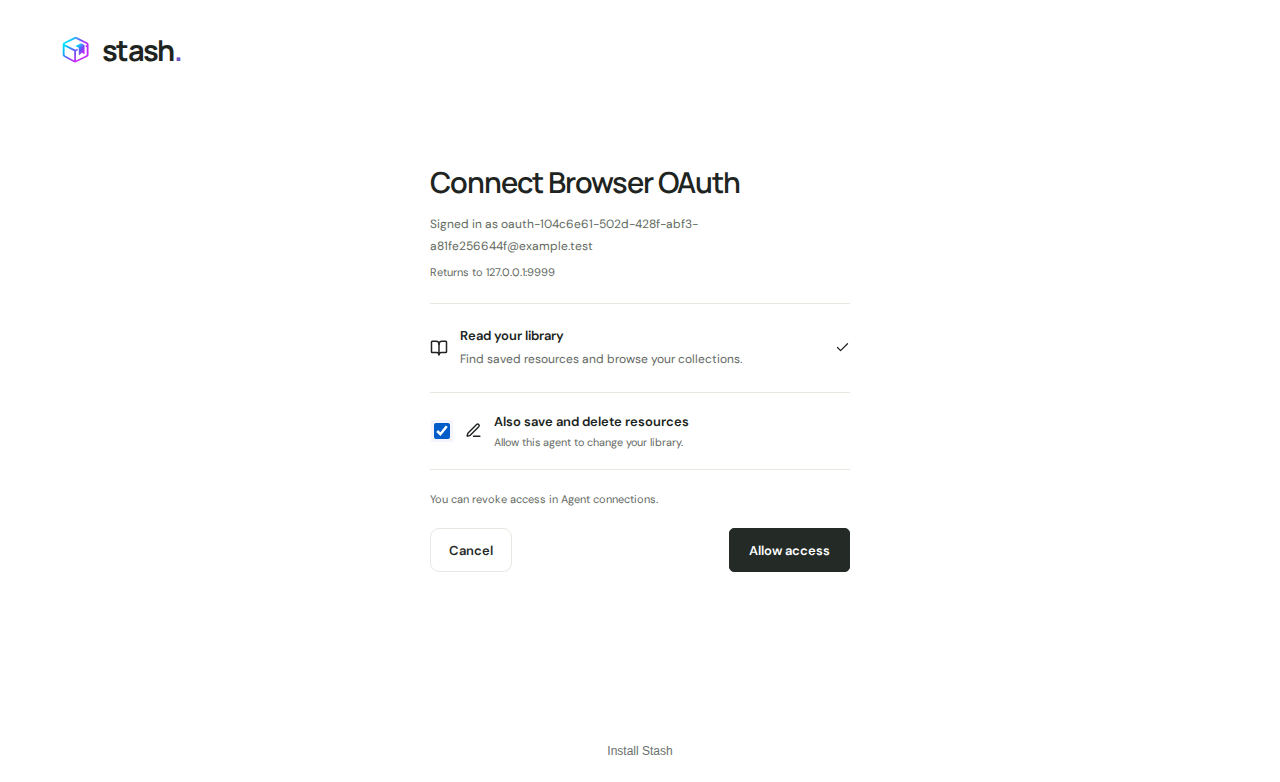 stash.
Connect Browser OAuth
Signed in as oauth-104c6e61-502d-428f-abf3-
a81fe256644f@example.test
Returns to 127.0.0.1:9999
Read your library
Find saved resources and browse your collections.
Also save and delete resources
Allow this agent to change your library.
You can revoke access in Agent connections.
Cancel
Allow access
Install Stash